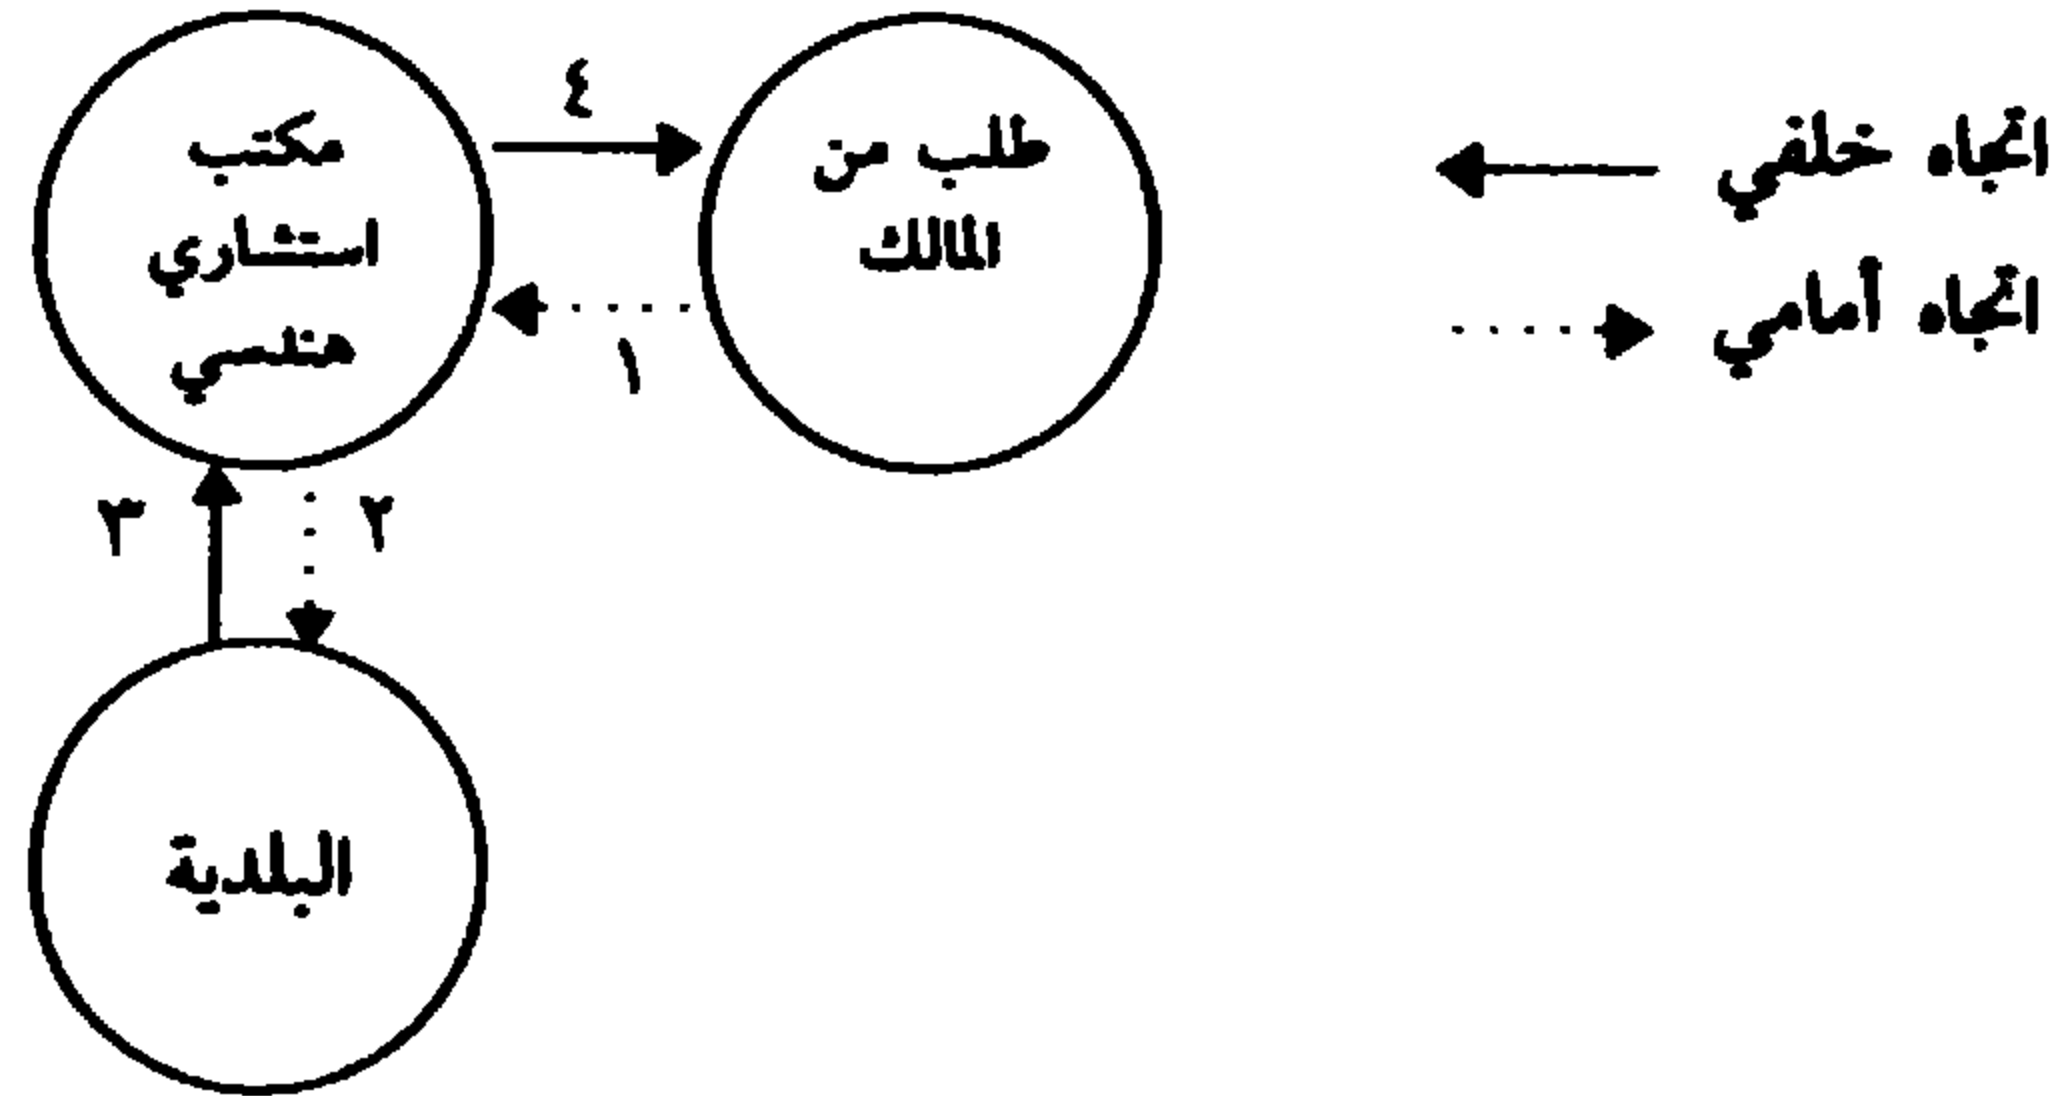 اتجاه خلفي
اتجاه أمامي
طلب من
المالك
٤
١
مكتب
استشاري
هندسي
٢
٣
البلدية